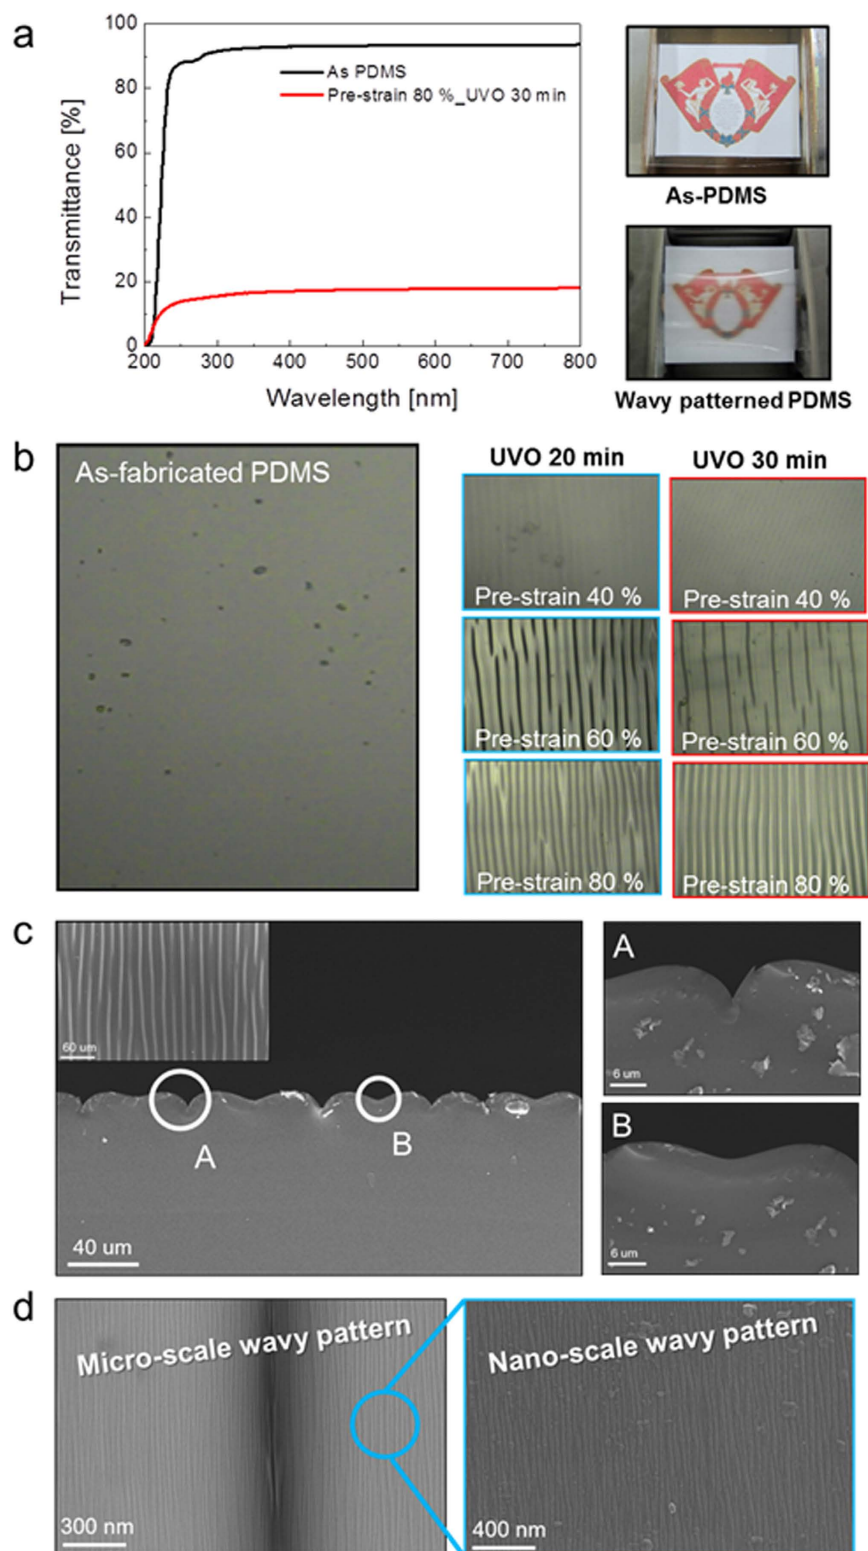 a
100
80
60
40
20
0
Transmittance [%]
As PDMS
Pre-strain 80 %_UVO 30 min
200 300 400 500 600 700 800
Wavelength [nm]
As-PDMS
Wavy patterned PDMS
b
As-fabricated PDMS
UVO 20 min UVO 30 min
Pre-strain 40 % Pre-strain 40 %
Pre-strain 60 % Pre-strain 60 %
Pre-strain 80 % Pre-strain 80 %
c
60 um
A
B
40 um
A
6 um
B
6 um
d
Micro-scale wavy pattern
300 nm
Nano-scale wavy pattern
400 nm